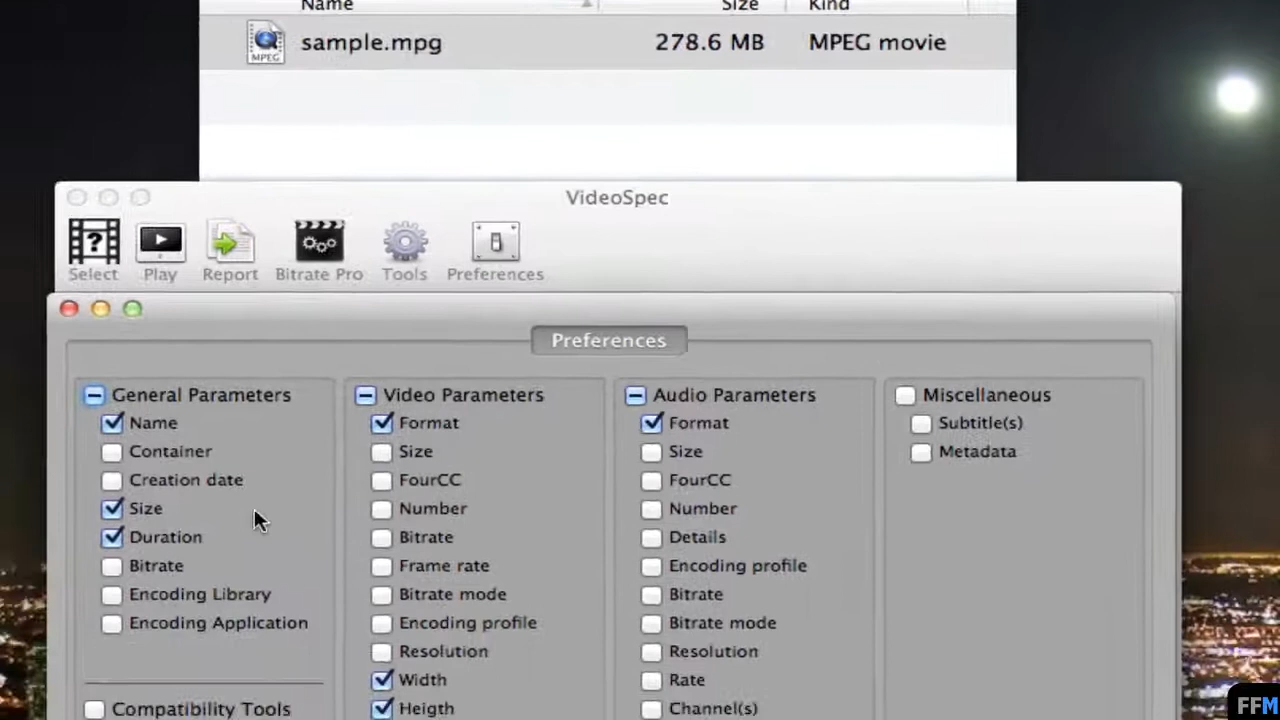 Name Size Kind
MPEG sample.mpg 278.6 MB MPEG movie
VideoSpec
Select Play Report Bitrate Pro Tools Preferences
Preferences
General Parameters
Name
Container
Creation date
Size
Duration
Bitrate
Encoding Library
Encoding Application
Compatibility Tools
Video Parameters
Format
Size
FourCC
Number
Bitrate
Frame rate
Bitrate mode
Encoding profile
Resolution
Width
Heigth
Audio Parameters
Format
Size
FourCC
Number
Details
Encoding profile
Bitrate
Bitrate mode
Resolution
Rate
Channel(s)
Miscellaneous
Subtitle(s)
Metadata
FFM